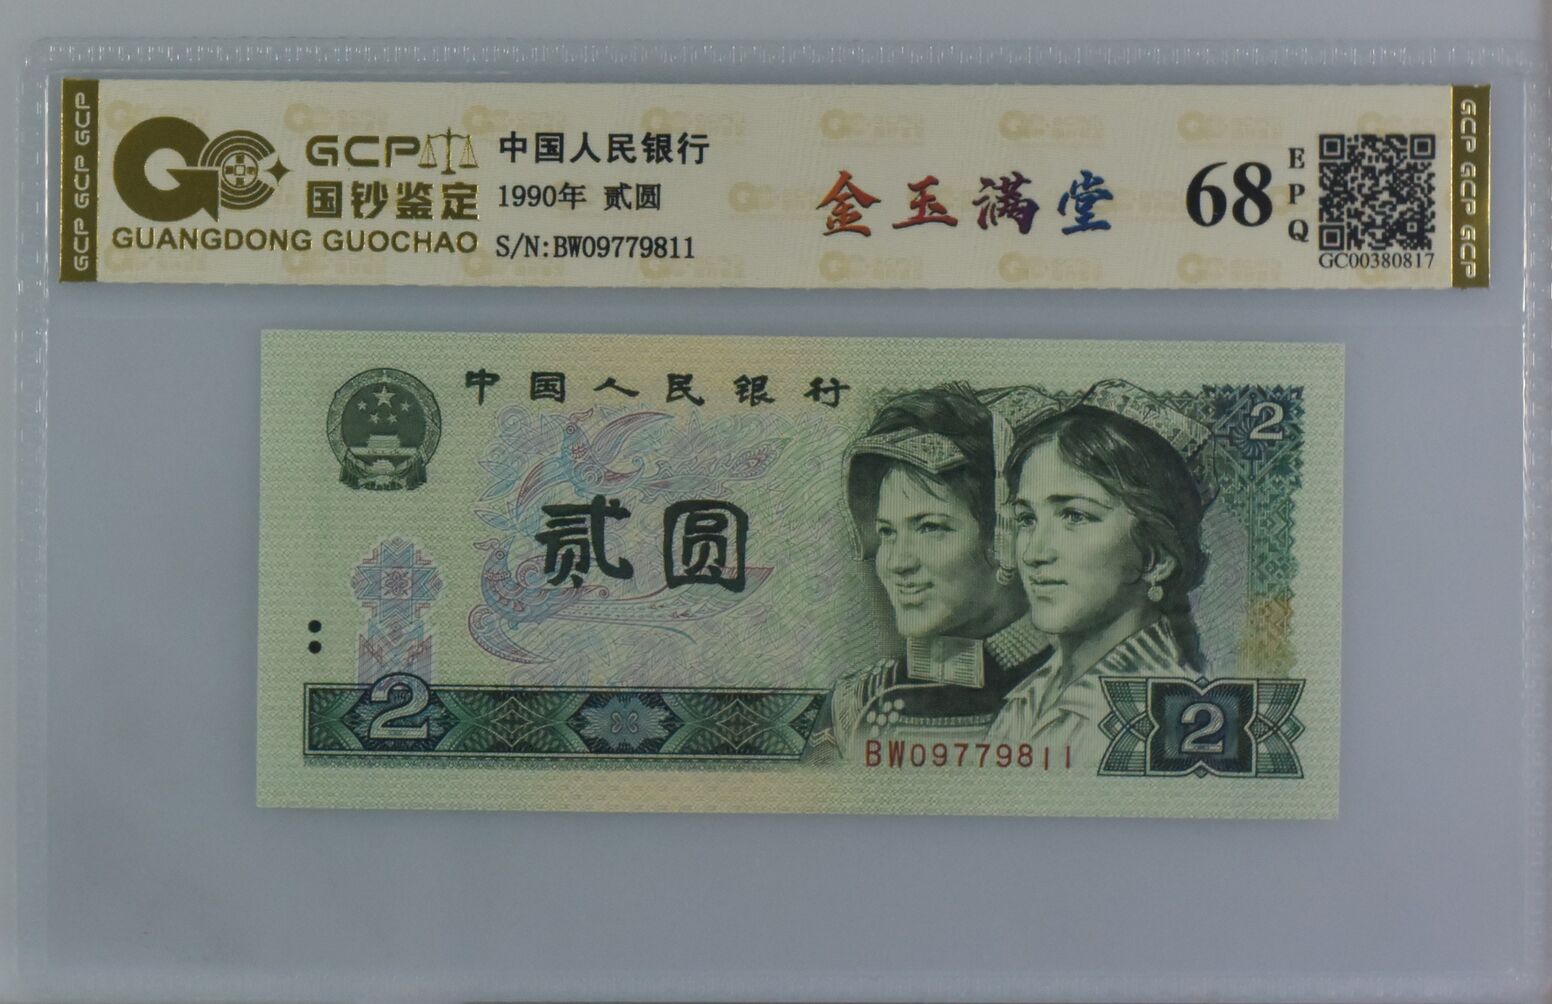 GCP GCP GCP
GCP
国钞鉴定
GUANGDONG GUOCHAO
中国人民银行
1990年 贰圆
S/N:BW09779811
金玉满堂
68
EPQ
GC00380817
GCP GCP GCP
中国人民银行
2
贰圆
2
BW09779811
2